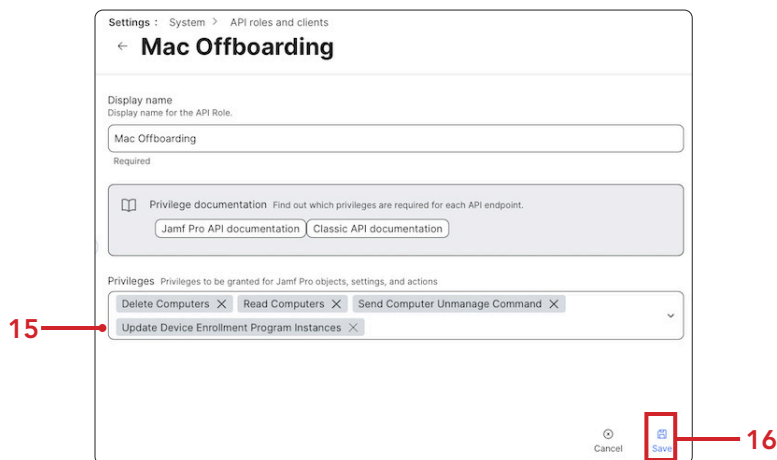 Settings : System > API roles and clients
← Mac Offboarding
Display name
Display name for the API Role.
Mac Offboarding
Required
Privilege documentation Find out which privileges are required for each API endpoint.
Jamf Pro API documentation Classic API documentation
Privileges Privileges to be granted for Jamf Pro objects, settings, and actions
Delete Computers X Read Computers X Send Computer Unmanage Command X
15
Update Device Enrollment Program Instances X
16
Cancel Save